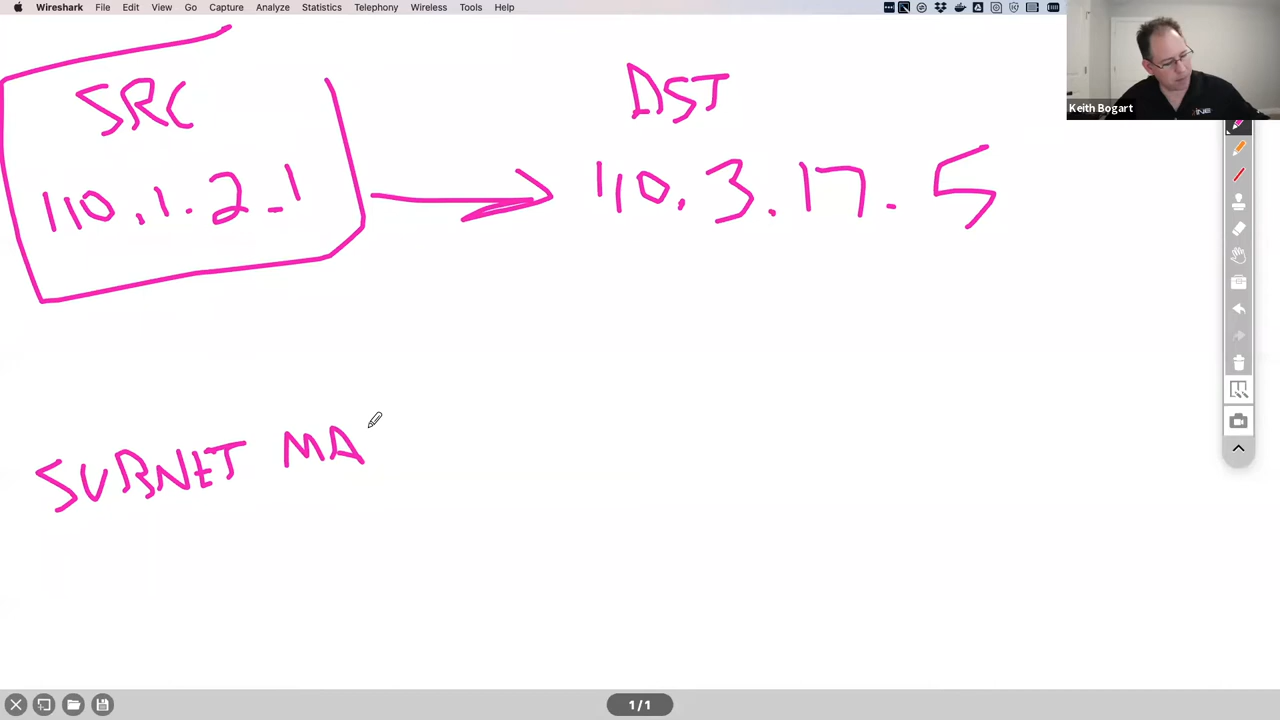 Wireshark File Edit View Go Capture Analyze Statistics Telephony Wireless Tools Help
Keith Bogart
INE
SRC DST
110.1.2.1 110.3.17.5
SUBNET MA
1/1